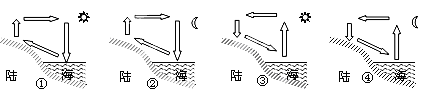 陆 ① 海 陆 ② 海 陆 ③ 海 陆 ④ 海